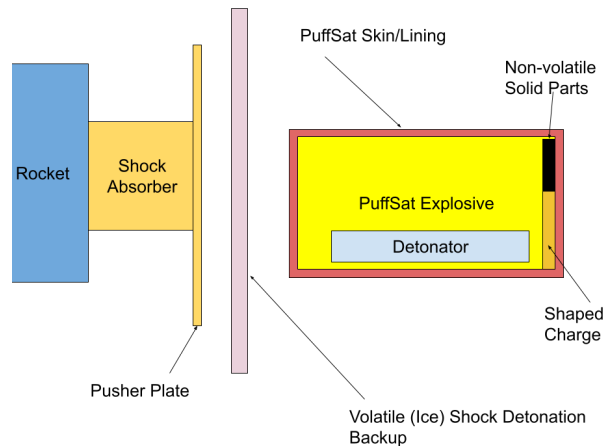 PuffSat Skin/Lining
Non-volatile
Solid Parts
Rocket
Shock
Absorber
PuffSat Explosive
Detonator
Shaped
Charge
Pusher Plate
Volatile (Ice) Shock Detonation
Backup